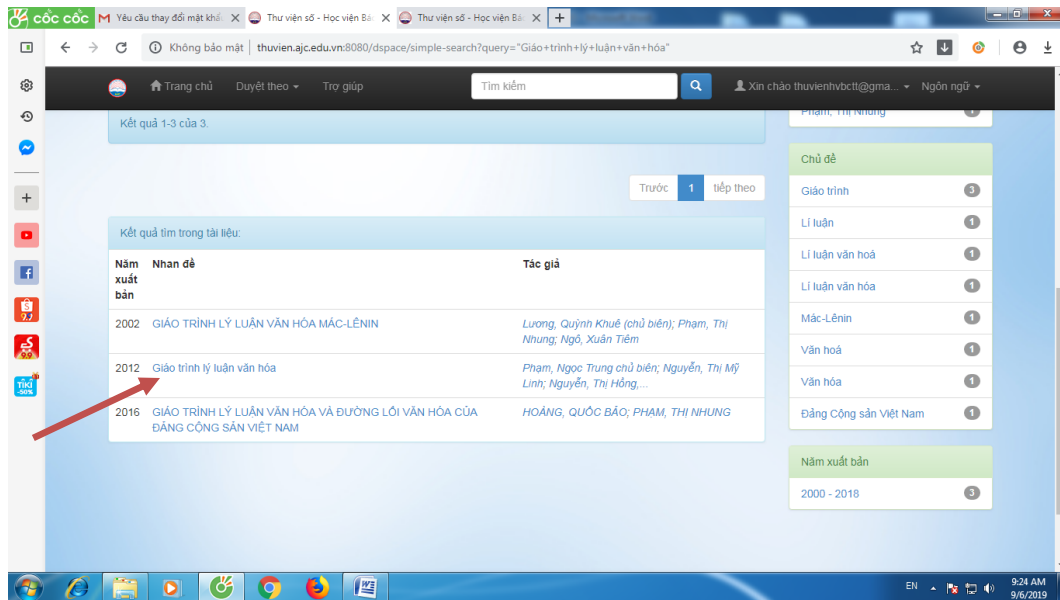 cốc cốc
Yêu cầu thay đổi mật khẩ
Thư viện số - Học viện Báo
Thư viện số - Học viện Báo
Không bảo mật | thuvien.ajc.edu.vn:8080/dspace/simple-search?query="Giáo+trình+lý+luận+văn+hóa"
Trang chủ Duyệt theo Trợ giúp Tìm kiếm Xin chào thuvienhvbctt@gma... Ngôn ngữ
Kết quả 1-3 của 3.
Phạm, Thị Nhung 1
Trước 1 tiếp theo
Kết quả tìm trong tài liệu:
Năm xuất bản
Nhan đề
Tác giả
2002 GIÁO TRÌNH LÝ LUẬN VĂN HÓA MÁC-LÊNIN Lương, Quỳnh Khuê (chủ biên); Phạm, Thị
Nhung; Ngô, Xuân Tiêm
2012 Giáo trình lý luận văn hóa Phạm, Ngọc Trung chủ biên; Nguyễn, Thị Mỹ
Linh; Nguyễn, Thị Hồng,...
2016 GIÁO TRÌNH LÝ LUẬN VĂN HÓA VÀ ĐƯỜNG LỐI VĂN HÓA CỦA HOÀNG, QUỐC BẢO; PHẠM, THỊ NHUNG
ĐẢNG CỘNG SẢN VIỆT NAM
Chủ đề
Giáo trình 3
Lí luận 1
Lí luận văn hoá 1
Lí luận văn hóa 1
Mác-Lênin 1
Văn hoá 1
Văn hóa 1
Đảng Cộng sản Việt Nam 1
Năm xuất bản
2000 - 2018 3
9.9
TIKI
-50%
EN
9:24 AM
9/6/2019